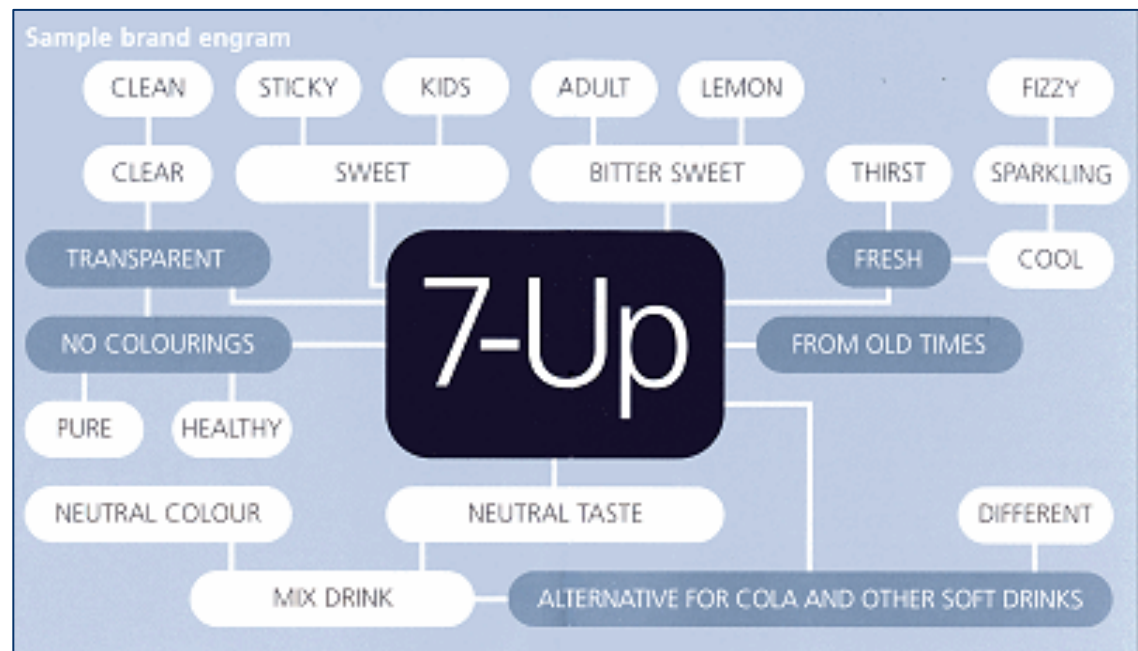 Sample brand engram
CLEAN
STICKY
KIDS
ADULT
LEMON
FIZZY
CLEAR
SWEET
BITTER SWEET
THIRST
SPARKLING
TRANSPARENT
FRESH
COOL
7-Up
NO COLOURINGS
FROM OLD TIMES
PURE
HEALTHY
NEUTRAL COLOUR
NEUTRAL TASTE
DIFFERENT
MIX DRINK
ALTERNATIVE FOR COLA AND OTHER SOFT DRINKS